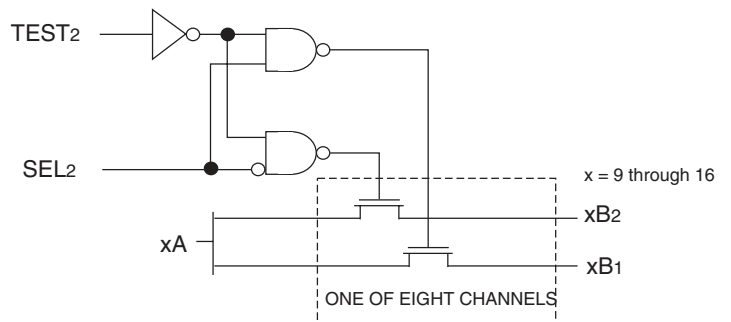 TEST2
SEL2
x = 9 through 16
xB2
xA
xB1
ONE OF EIGHT CHANNELS